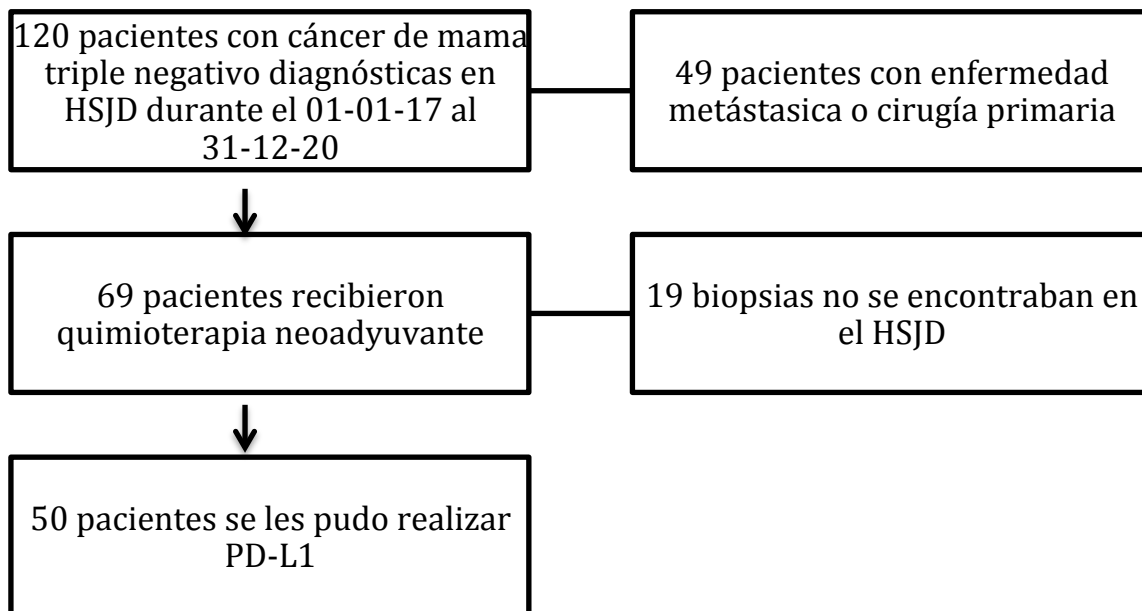 120 pacientes con cáncer de mama
triple negativo diagnósticas en
HSJD durante el 01-01-17 al
31-12-20
49 pacientes con enfermedad
metástasica o cirugía primaria
69 pacientes recibieron
quimioterapia neoadyuvante
19 biopsias no se encontraban en
el HSJD
50 pacientes se les pudo realizar
PD-L1